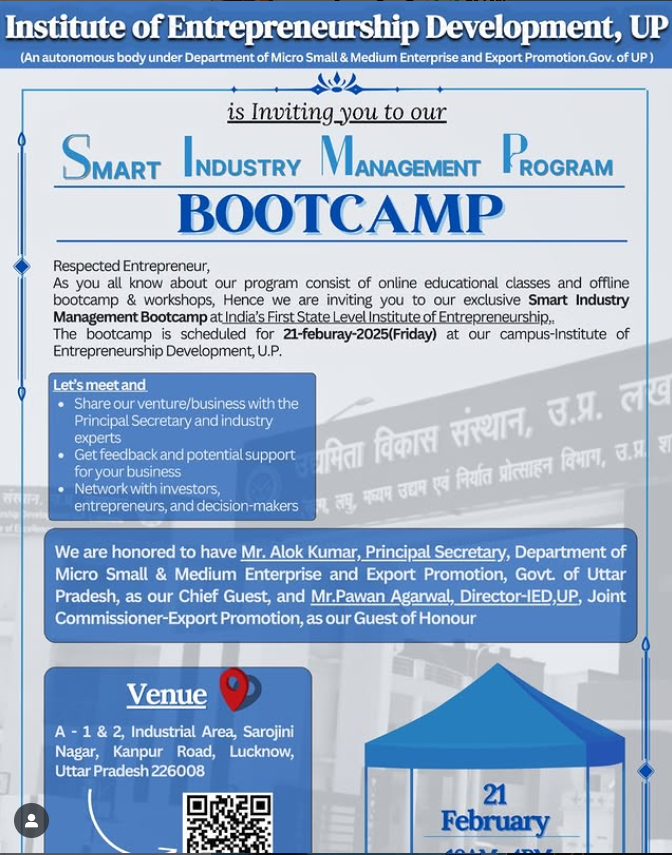 Institute of Entrepreneurship Development, UP
(An autonomous body under Department of Micro Small & Medium Enterprise and Export Promotion.Gov. of UP )
is Inviting you to our
SMART INDUSTRY MANAGEMENT PROGRAM
BOOTCAMP
Respected Entrepreneur,
As you all know about our program consist of online educational classes and offline
bootcamp & workshops, Hence we are inviting you to our exclusive Smart Industry
Management Bootcamp at India's First State Level Institute of Entrepreneurship,.
The bootcamp is scheduled for 21-feburay-2025(Friday) at our campus-Institute of
Entrepreneurship Development, U.P.
Let's meet and
• Share our venture/business with the
Principal Secretary and industry
experts
• Get feedback and potential support
for your business
• Network with investors,
entrepreneurs, and decision-makers
द्यमिता विकास संस्थान, उ.प्र. लख
लघु, मध्यम उद्यम एवं निर्यात प्रोत्साहन विभाग, उ.प्र.
We are honored to have Mr. Alok Kumar, Principal Secretary, Department of
Micro Small & Medium Enterprise and Export Promotion, Govt. of Uttar
Pradesh, as our Chief Guest, and Mr.Pawan Agarwal, Director-IED,UP, Joint
Commissioner-Export Promotion, as our Guest of Honour
Venue
A - 1 & 2, Industrial Area, Sarojini
Nagar, Kanpur Road, Lucknow,
Uttar Pradesh 226008
21
February